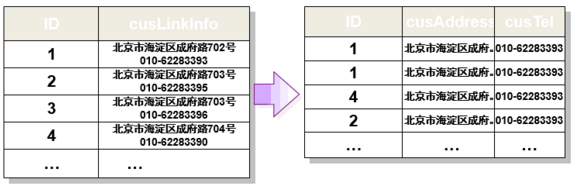 ID cusLinkInfo
1 北京市海淀区成府路702号
010-62283393
2 北京市海淀区成府路703号
010-62283395
3 北京市海淀区成府路703号
010-62283396
4 北京市海淀区成府路704号
010-62283390
... ...
ID cusAddress cusTel
1 北京市海淀区成府. 010-62283393
1 北京市海淀区成府. 010-62283393
4 北京市海淀区成府. 010-62283393
2 北京市海淀区成府. 010-62283393
... ... ...